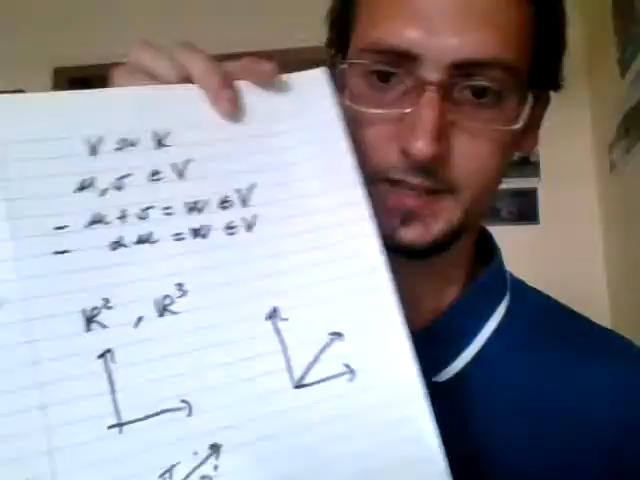 V su K
u, v ∈ V
- u + v = w ∈ V
- αu = w ∈ V
R², R³